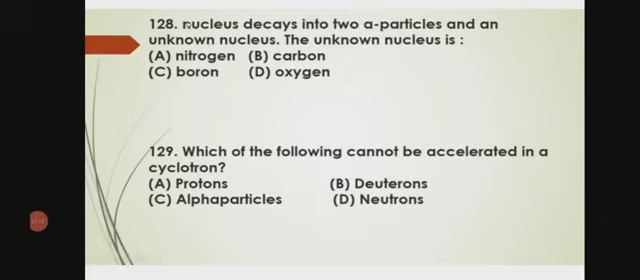 128. nucleus decays into two a-particles and an
unknown nucleus. The unknown nucleus is :
(A) nitrogen (B) carbon
(C) boron (D) oxygen
129. Which of the following cannot be accelerated in a
cyclotron?
(A) Protons (B) Deuterons
(C) Alphaparticles (D) Neutrons